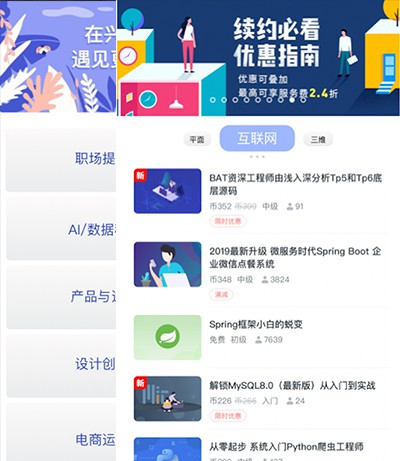 在兴
遇见更
职场提
AI/数据科
产品与运
设计创
电商运
续约必看
优惠指南
优惠可叠加
最高可享服务费2.4折
平面
互联网
三维
新
BAT资深工程师由浅入深分析Tp5和Tp6底
层源码
币352 币399 中级 91
限时优惠
2019最新升级 微服务时代Spring Boot 企
业微信点餐系统
币348 中级 3824
满减
Spring框架小白的蜕变
免费 初级 7639
新
解锁MySQL8.0（最新版）从入门到实战
币226 币266 入门 24
限时优惠
从零起步 系统入门Python爬虫工程师